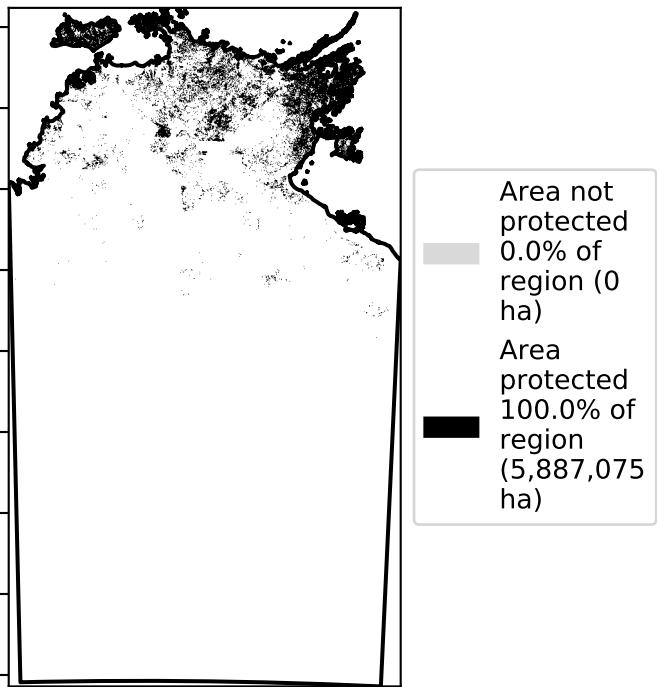 Area not
protected
0.0% of
region (0
ha)
Area
protected
100.0% of
region
(5,887,075
ha)